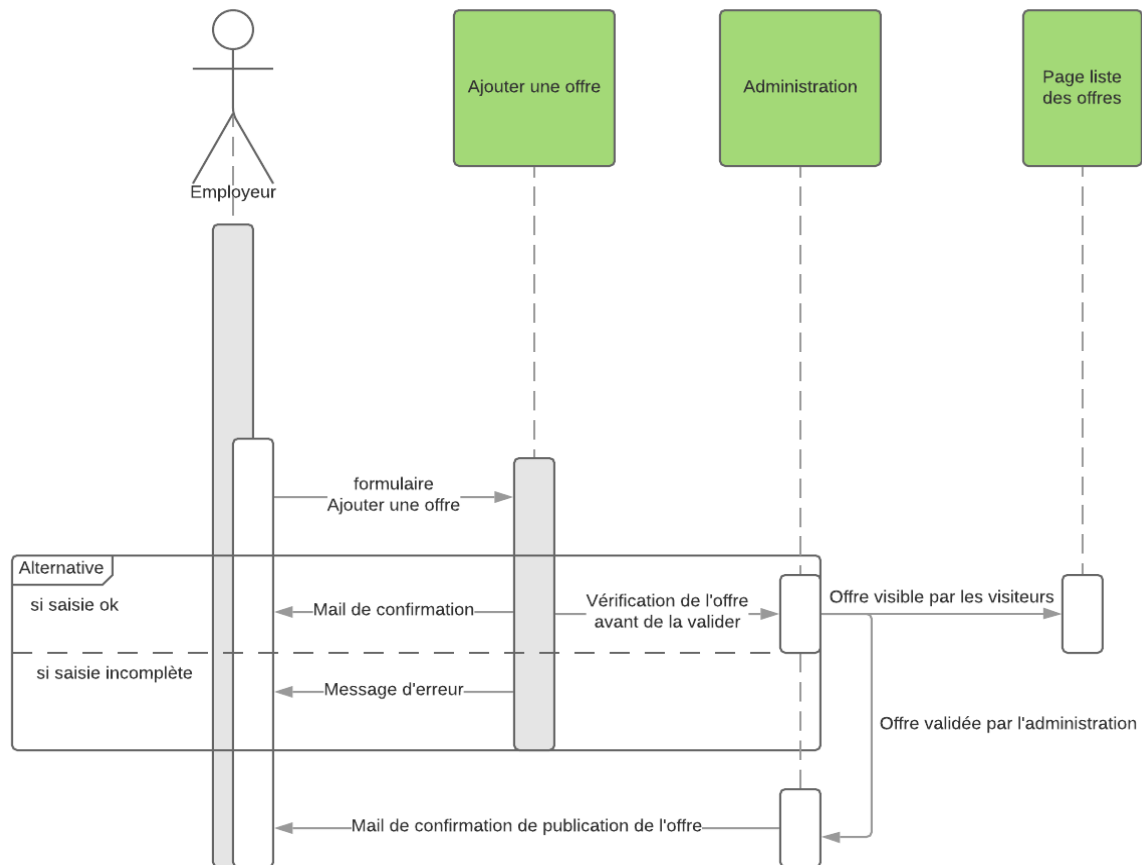 Ajouter une offre
Administration
Page liste
des offres
Employeur
formulaire
Ajouter une offre
Alternative
si saisie ok
Mail de confirmation
Vérification de l'offre
avant de la valider
Offre visible par les visiteurs
si saisie incomplète
Message d'erreur
Offre validée par l'administration
Mail de confirmation de publication de l'offre